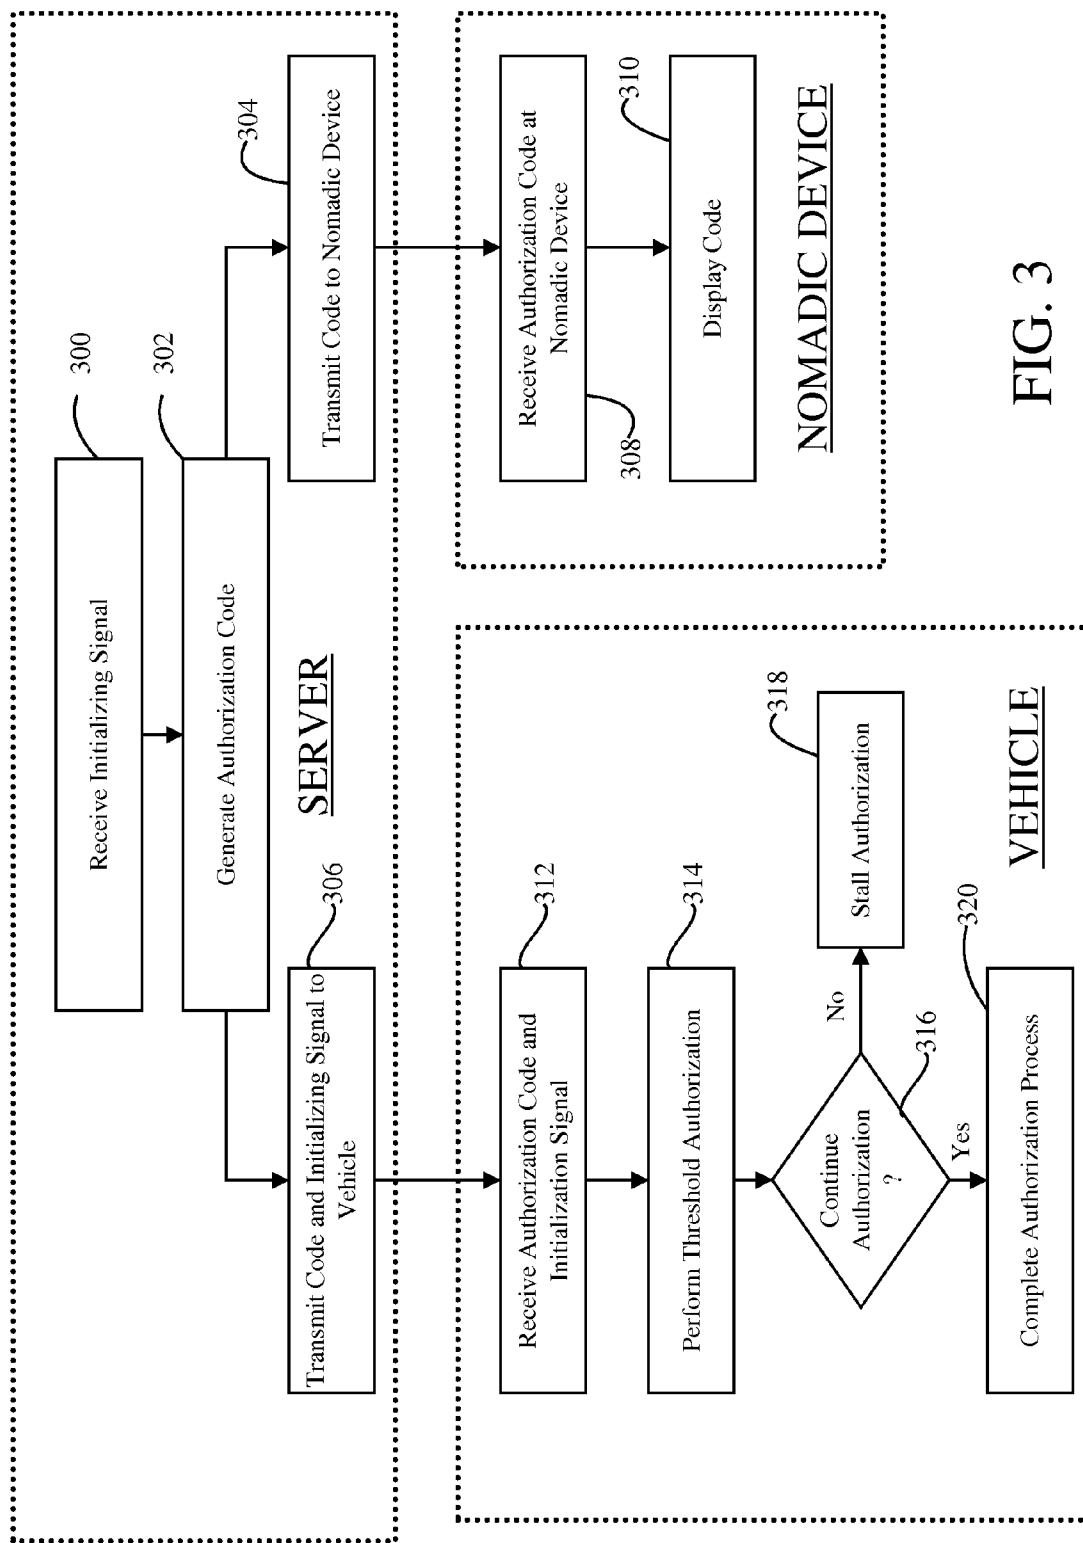 300
Receive Initializing Signal
302
Generate Authorization Code
SERVER
306
Transmit Code and Initializing Signal to
Vehicle
304
Transmit Code to Nomadic Device
312
Receive Authorization Code and
Initialization Signal
314
Perform Threshold Authorization
Continue
Authorization
?
316
No
318
Stall Authorization
Yes
320
Complete Authorization Process
VEHICLE
Receive Authorization Code at
Nomadic Device
308
310
Display Code
NOMADIC DEVICE
FIG. 3